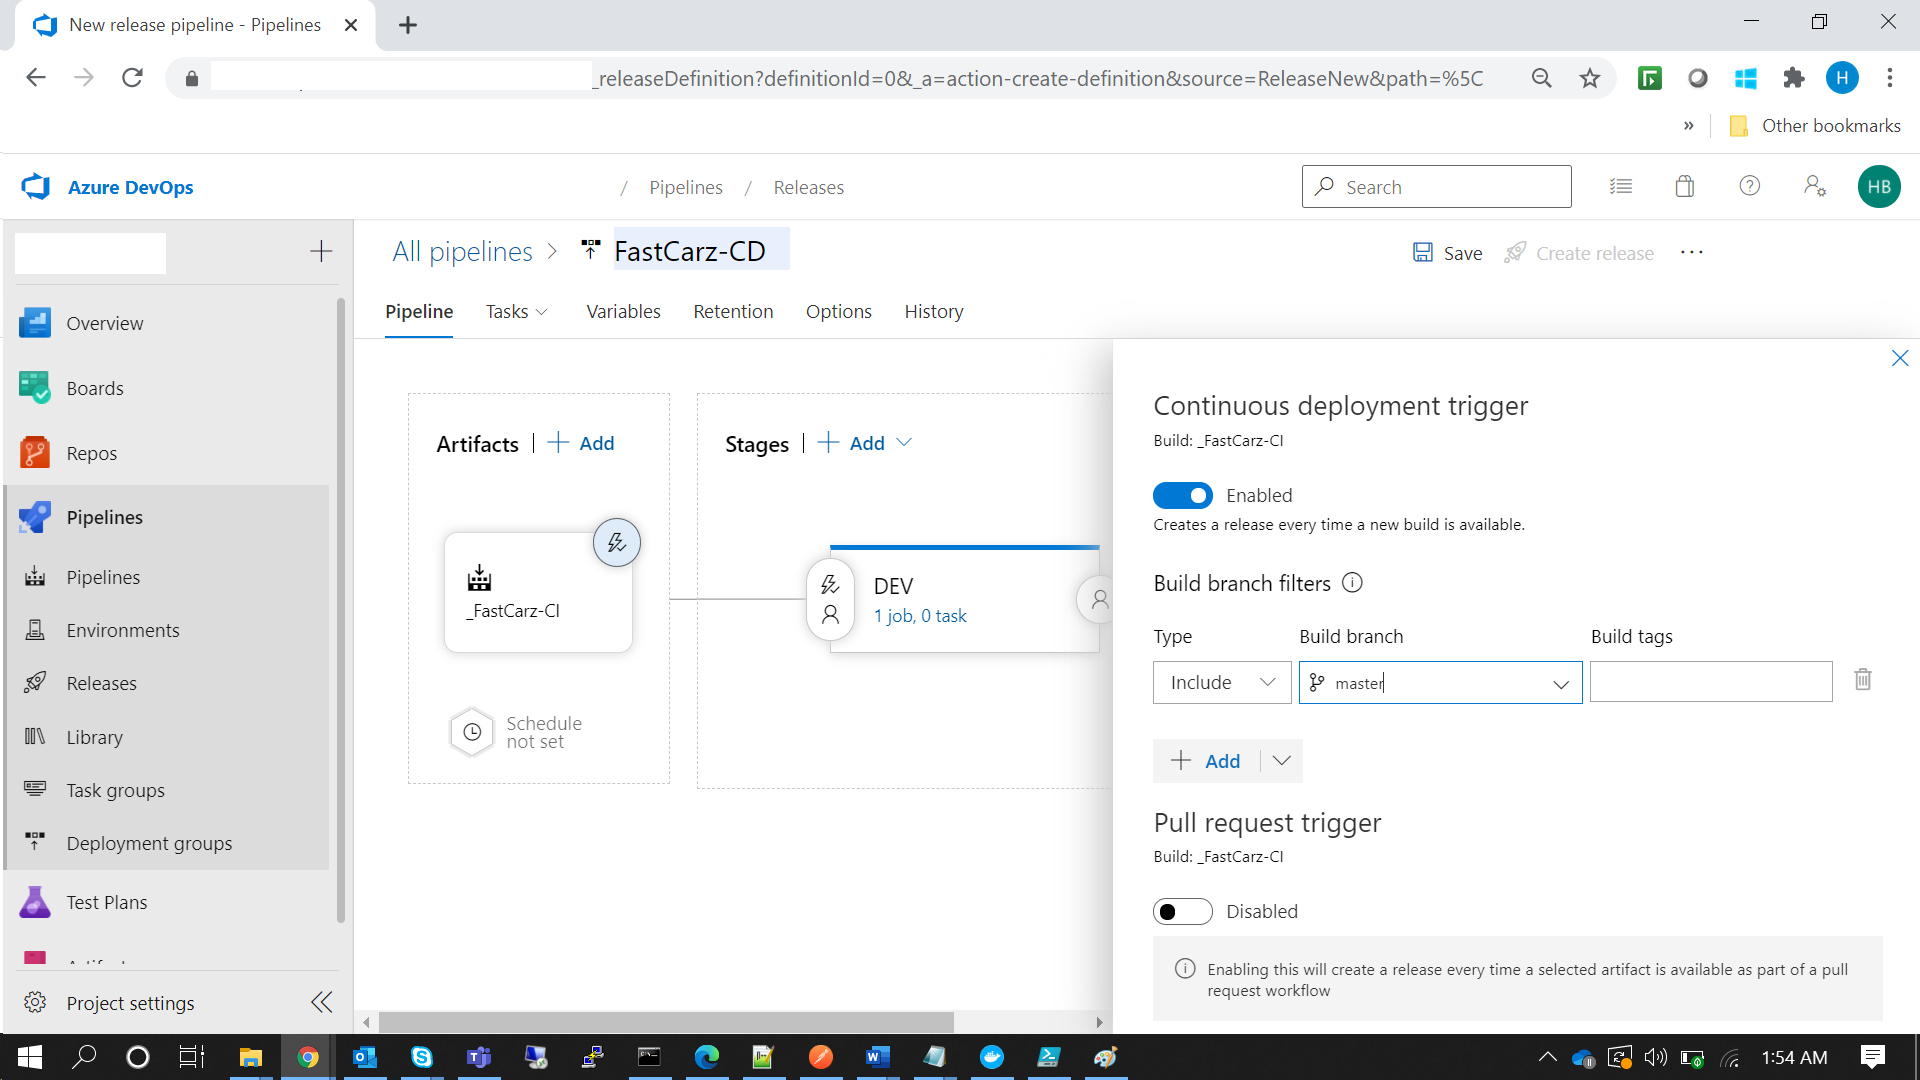 New release pipeline - Pipelines
_releaseDefinition?definitionId=0&_a=action-create-definition&source=ReleaseNew&path=%5C
H
»
Other bookmarks
Azure DevOps
/ Pipelines / Releases
Search
HB
All pipelines > FastCarz-CD
Save
Create release
Pipeline
Tasks
Variables
Retention
Options
History
Overview
Boards
Repos
Pipelines
Pipelines
Environments
Releases
Library
Task groups
Deployment groups
Test Plans
Project settings
Artifacts
Add
_FastCarz-CI
Schedule
not set
Stages
Add
DEV
1 job, 0 task
Continuous deployment trigger
Build: _FastCarz-CI
Enabled
Creates a release every time a new build is available.
Build branch filters
Type
Build branch
Build tags
Include
master
Add
Pull request trigger
Build: _FastCarz-CI
Disabled
Enabling this will create a release every time a selected artifact is available as part of a pull
request workflow
1:54 AM